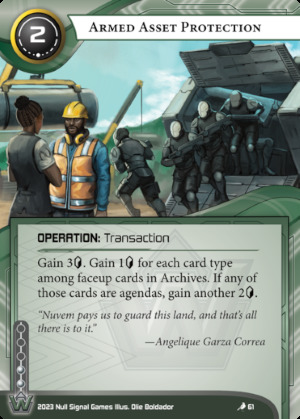 2
ARMED ASSET PROTECTION
OPERATION: Transaction
Gain 3. Gain 1 for each card type
among faceup cards in Archives. If any of
those cards are agendas, gain another 2.
"Nuvem pays us to guard this land, and that's all
there is to it."
—Angelique Garza Correa
2023 Null Signal Games Illus. Olie Boldador
61